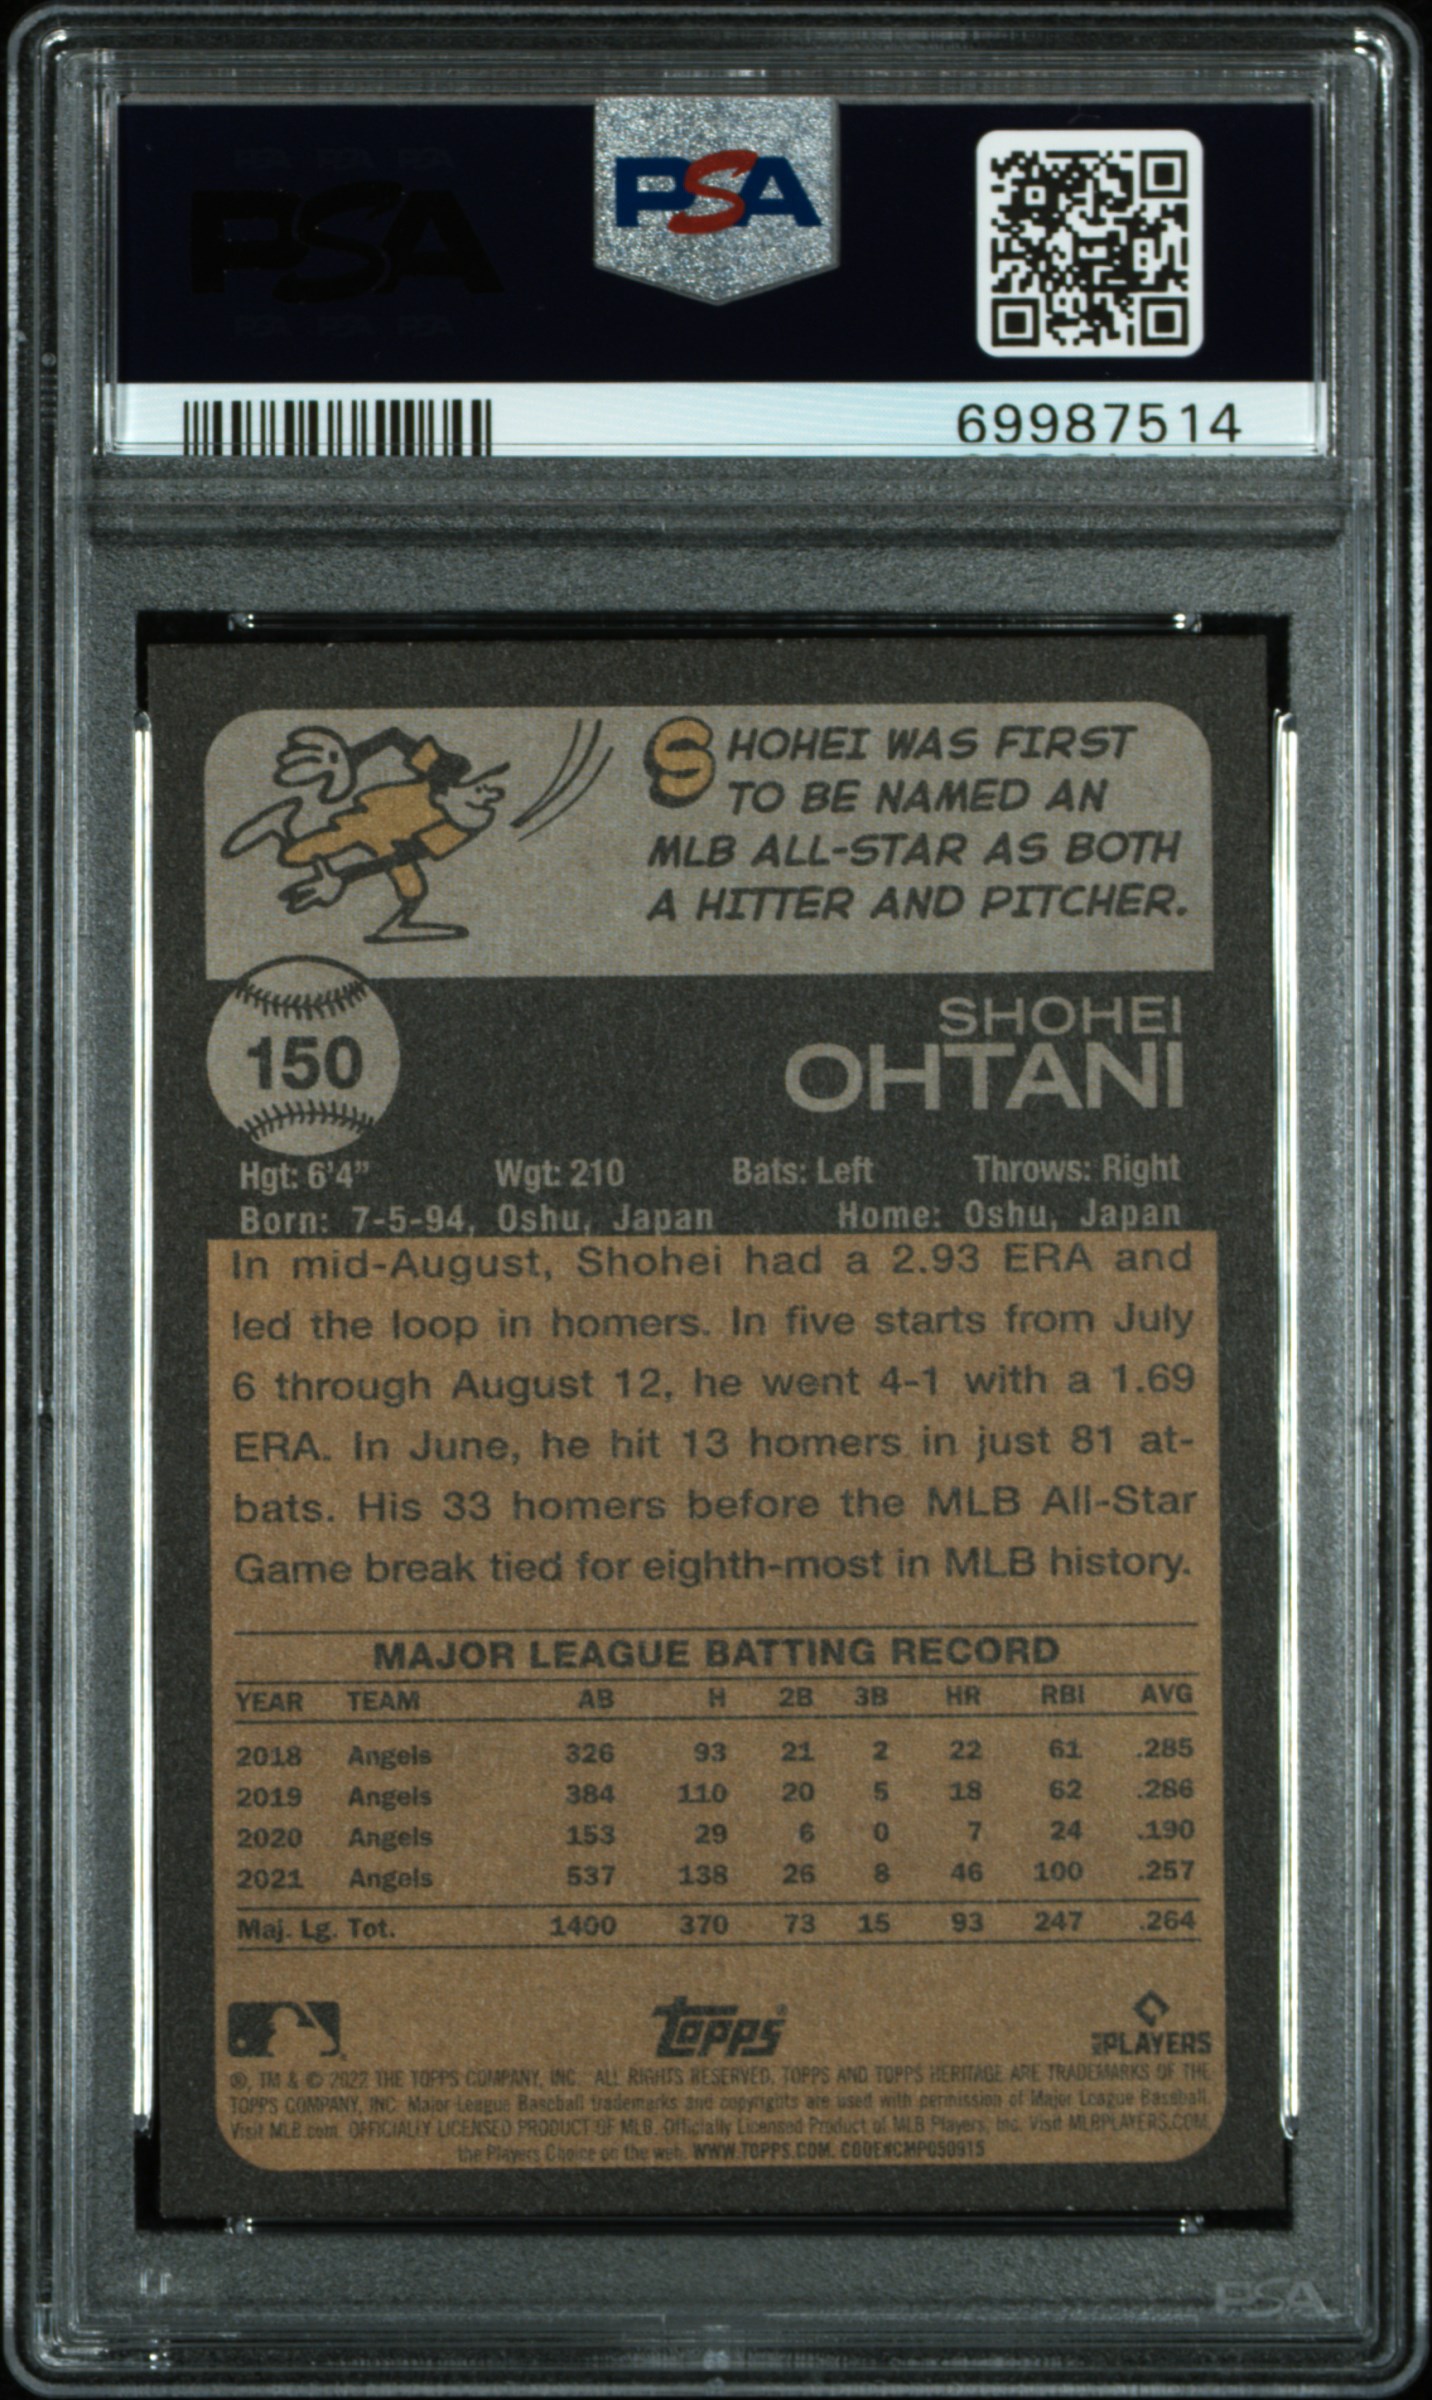 PSA
PSA
69987514
SHOHEI WAS FIRST
TO BE NAMED AN
MLB ALL-STAR AS BOTH
A HITTER AND PITCHER.
150
SHOHEI
OHTANI
Hgt: 6'4" Wgt: 210 Bats: Left Throws: Right
Born: 7-5-94, Oshu, Japan Home: Oshu, Japan
In mid-August, Shohei had a 2.93 ERA and
led the loop in homers. In five starts from July
6 through August 12, he went 4-1 with a 1.69
ERA. In June, he hit 13 homers in just 81 at-
bats. His 33 homers before the MLB All-Star
Game break tied for eighth-most in MLB history.
MAJOR LEAGUE BATTING RECORD
YEAR TEAM AB H 2B 3B HR RBI AVG
2018 Angels 326 93 21 2 22 61 .285
2019 Angels 384 110 20 5 18 62 .286
2020 Angels 153 29 6 0 7 24 .190
2021 Angels 537 138 26 8 46 100 .257
Maj. Lg. Tot. 1400 370 73 15 93 247 .264
Topps®
PLAYERS
®, TM & © 2022 THE TOPPS COMPANY, INC. ALL RIGHTS RESERVED. TOPPS AND TOPPS HERITAGE ARE TRADEMARKS OF THE
TOPPS COMPANY, INC. Major League Baseball trademarks and copyrights are used with permission of Major League Baseball.
Visit MLB.com. OFFICIALLY LICENSED PRODUCT OF MLB. Officially Licensed Product of MLB Players, Inc. Visit MLBPLAYERS.COM,
the Players Choice on the web. WWW.TOPPS.COM. CODE#CMP050915
PSA